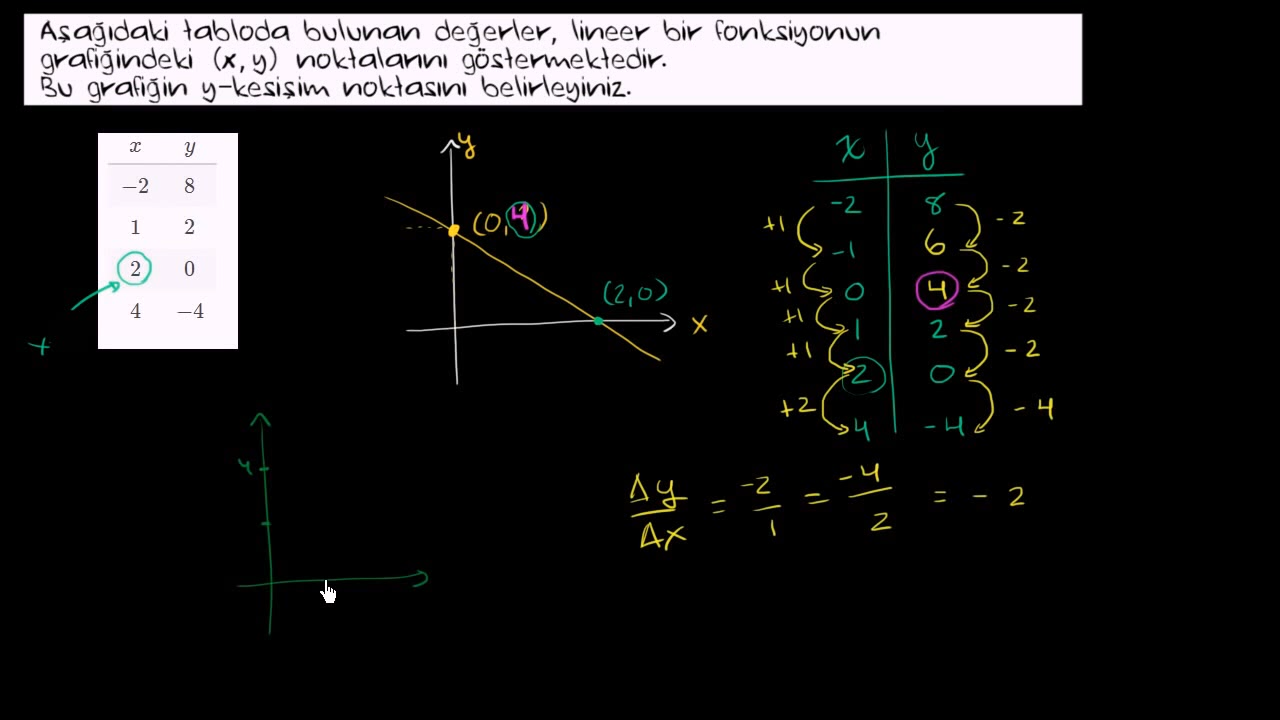 Aşağıdaki tabloda bulunan değerler, lineer bir fonksiyonun
grafiğindeki (x, y) noktalarını göstermektedir.
Bu grafiğin y-kesişim noktasını belirleyiniz.
x y
-2 8
1 2
2 0
4 -4
+
y
(0, 4)
(2,0)
x
x y
-2 8
+1 -2
-1 6
+1 -2
0 4
+1 -2
1 2
+1 -2
2 0
+2 -4
4 -4
Δy/Δx = -2/1 = -4/2 = -2
4